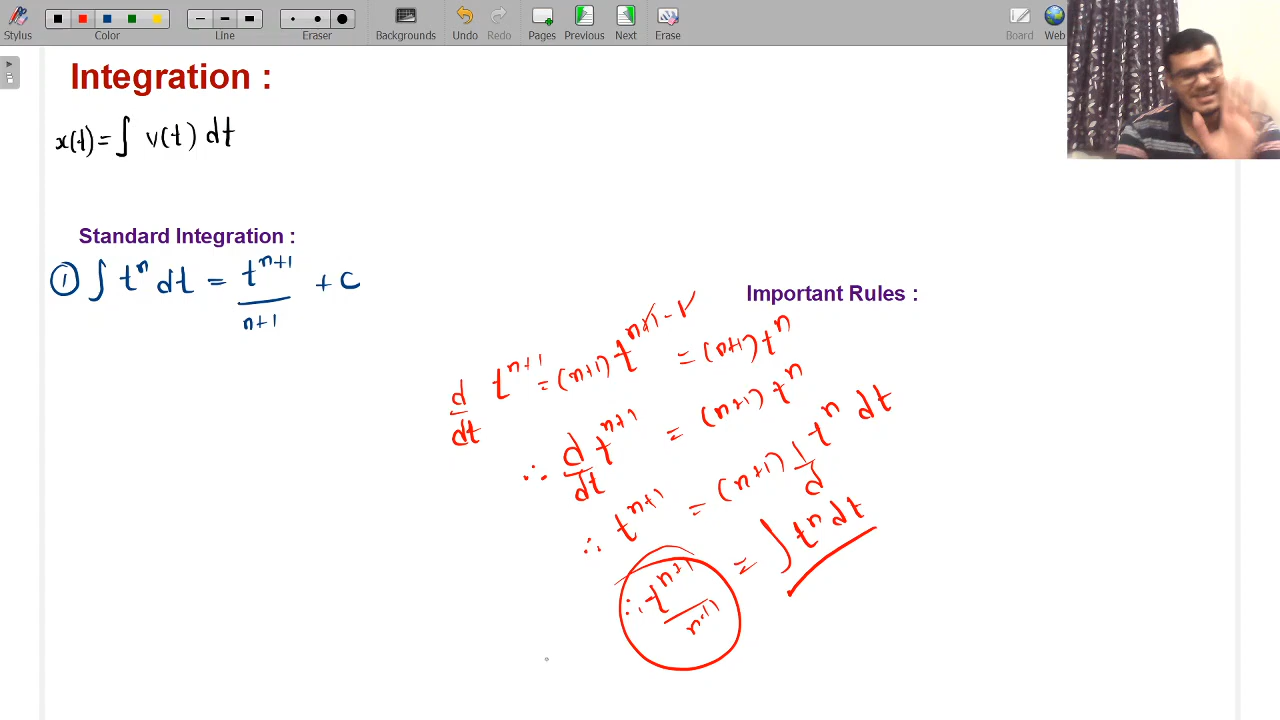 Stylus Color Line Eraser Backgrounds Undo Redo Pages Previous Next Erase Board Web
Integration :
x(t) = ∫ v(t) dt
Standard Integration :
① ∫ tⁿ dt = tⁿ⁺¹/n+1 + c
Important Rules :
d/dt tⁿ⁺¹ = (n+1) tⁿ⁺¹⁻¹ = (n+1) tⁿ
∴ d/dt tⁿ⁺¹ = (n+1) tⁿ
∴ tⁿ⁺¹ = (n+1) 1/d tⁿ dt
∴ tⁿ⁺¹/n+1 = ∫ tⁿ dt